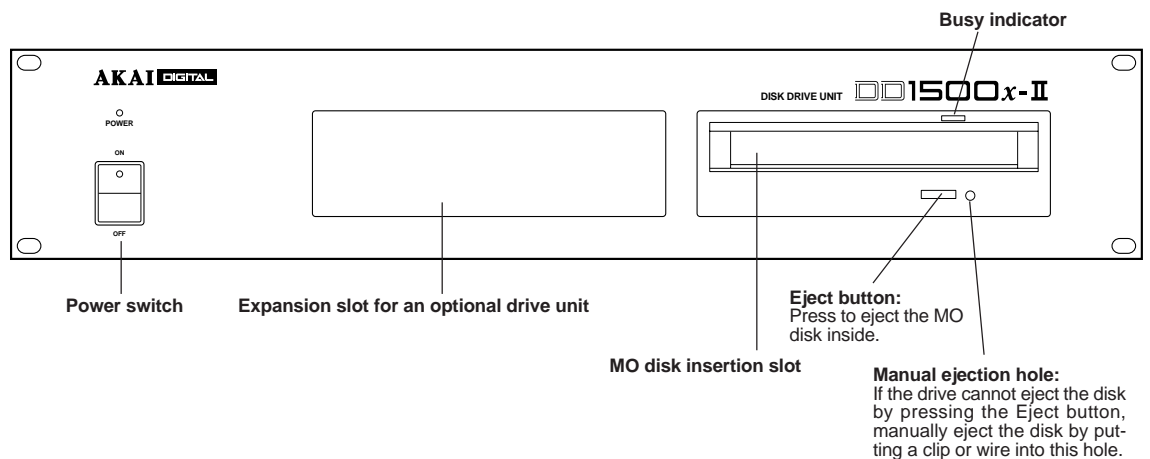 Busy indicator
AKAI DIGITAL
DISK DRIVE UNIT DD1500x-II
POWER
ON
OFF
Power switch
Expansion slot for an optional drive unit
Eject button:
Press to eject the MO
disk inside.
MO disk insertion slot
Manual ejection hole:
If the drive cannot eject the disk
by pressing the Eject button,
manually eject the disk by put-
ting a clip or wire into this hole.